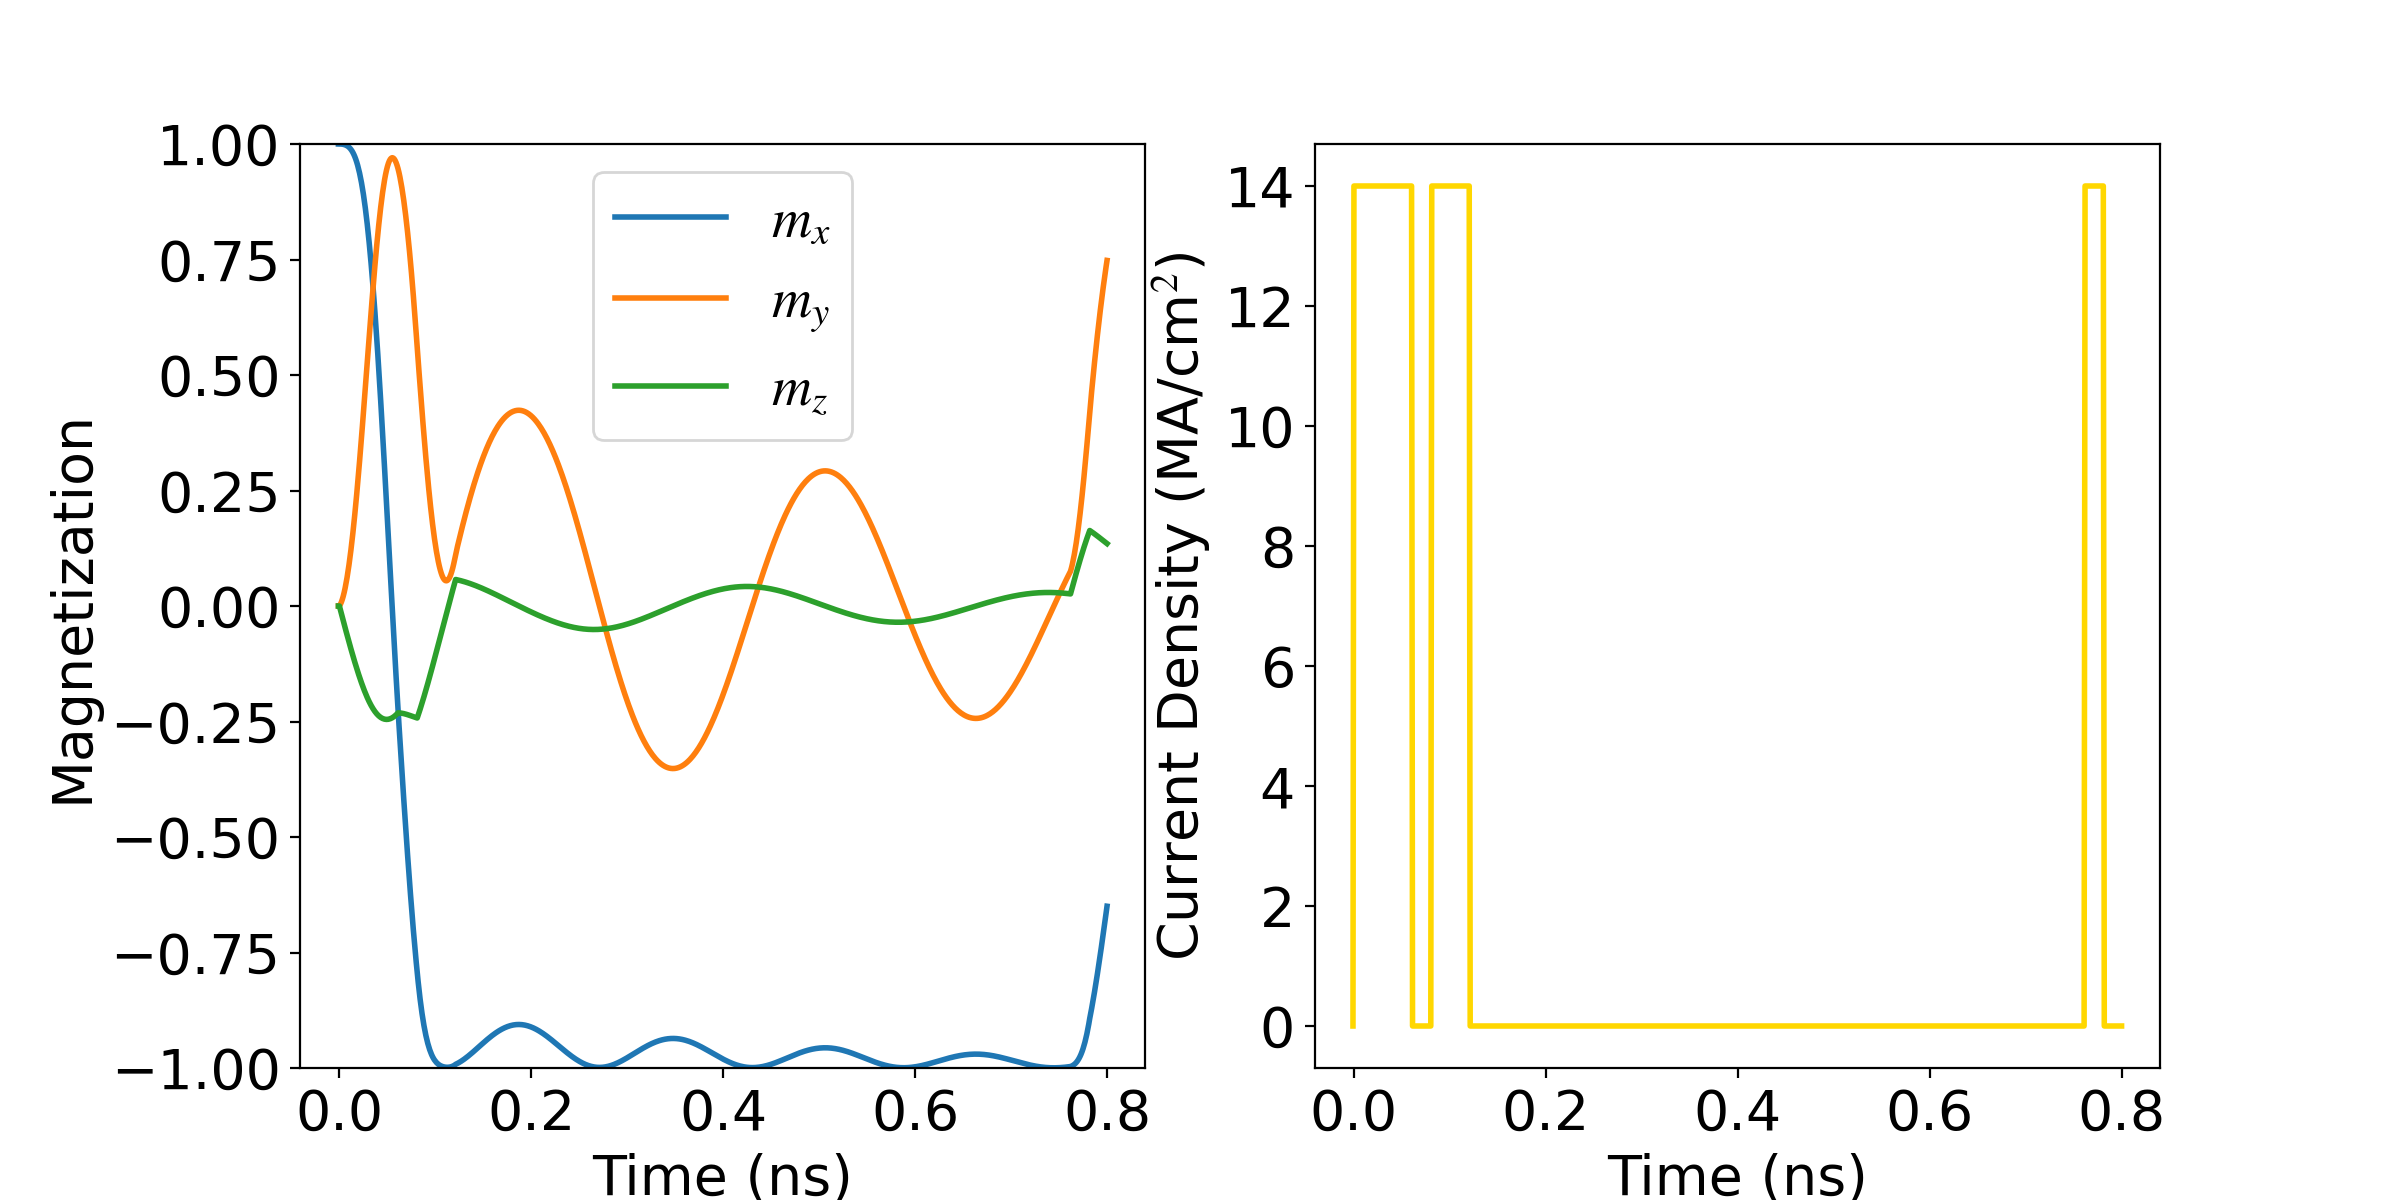 1.00
0.75
0.50
0.25
0.00
−0.25
−0.50
−0.75
−1.00
Magnetization
0.0 0.2 0.4 0.6 0.8
Time (ns)
m_x
m_y
m_z
14
12
10
8
6
4
2
0
Current Density (MA/cm²)
0.0 0.2 0.4 0.6 0.8
Time (ns)